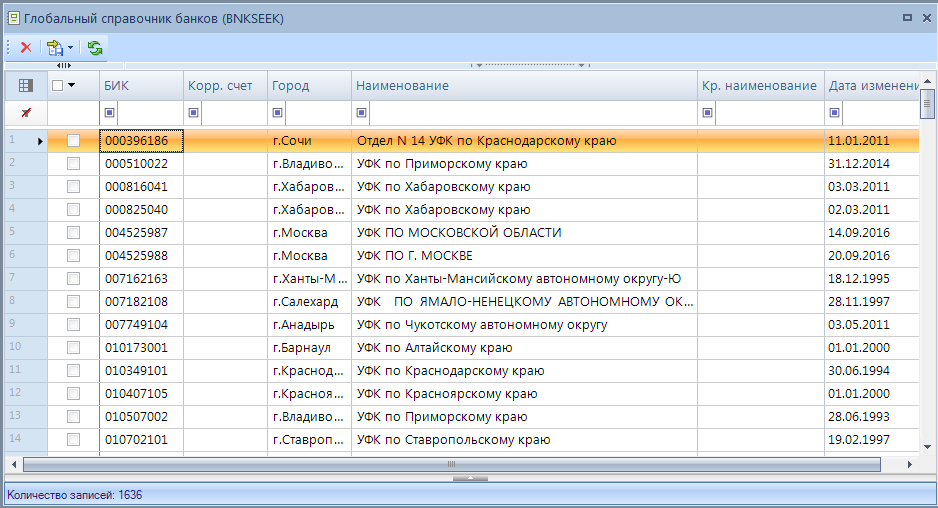 Глобальный справочник банков (BNKSEEK)
БИК Корр. счет Город Наименование Кр. наименование Дата изменени
1 000396186 г.Сочи Отдел N 14 УФК по Краснодарскому краю 11.01.2011
2 000510022 г.Владиво... УФК по Приморскому краю 31.12.2014
3 000816041 г.Хабаров... УФК по Хабаровскому краю 03.03.2011
4 000825040 г.Хабаров... УФК по Хабаровскому краю 02.03.2011
5 004525987 г.Москва УФК ПО МОСКОВСКОЙ ОБЛАСТИ 14.09.2016
6 004525988 г.Москва УФК ПО Г. МОСКВЕ 20.09.2016
7 007162163 г.Ханты-М... УФК по Ханты-Мансийскому автономному округу-Ю 18.12.1995
8 007182108 г.Салехард УФК ПО ЯМАЛО-НЕНЕЦКОМУ АВТОНОМНОМУ ОК... 28.11.1997
9 007749104 г.Анадырь УФК по Чукотскому автономному округу 03.05.2011
10 010173001 г.Барнаул УФК по Алтайскому краю 01.01.2000
11 010349101 г.Краснод... УФК по Краснодарскому краю 30.06.1994
12 010407105 г.Краснояр... УФК по Красноярскому краю 01.01.2000
13 010507002 г.Владиво... УФК по Приморскому краю 28.06.1993
14 010702101 г.Ставроп... УФК по Ставропольскому краю 19.02.1997
Количество записей: 1636